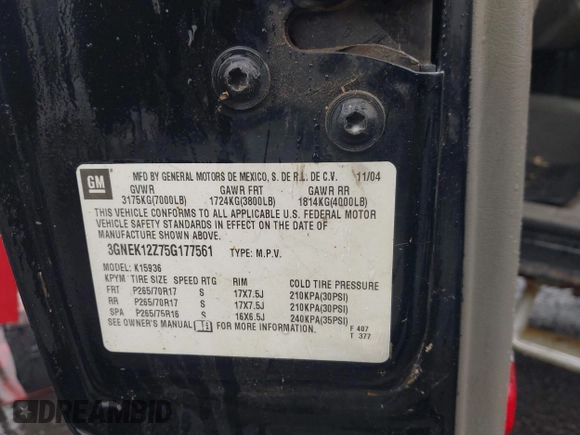 GM
MFD BY GENERAL MOTORS DE MEXICO, S. DE R.L. DE C.V. 11/04
GVWR GAWR FRT GAWR RR
3175KG(7000LB) 1724KG(3800LB) 1814KG(4000LB)
THIS VEHICLE CONFORMS TO ALL APPLICABLE U.S. FEDERAL MOTOR
VEHICLE SAFETY STANDARDS IN EFFECT ON THE DATE OF
MANUFACTURE SHOWN ABOVE.
3GNEK12Z75G177561 TYPE: M.P.V.
MODEL: K15936
KPYM TIRE SIZE SPEED RTG RIM COLD TIRE PRESSURE
FRT P265/70R17 S 17X7.5J 210KPA(30PSI)
RR P265/70R17 S 17X7.5J 210KPA(30PSI)
SPA P265/75R16 S 16X6.5J 240KPA(35PSI)
SEE OWNER'S MANUAL FOR MORE INFORMATION.
F 407
T 377
DREAMBID